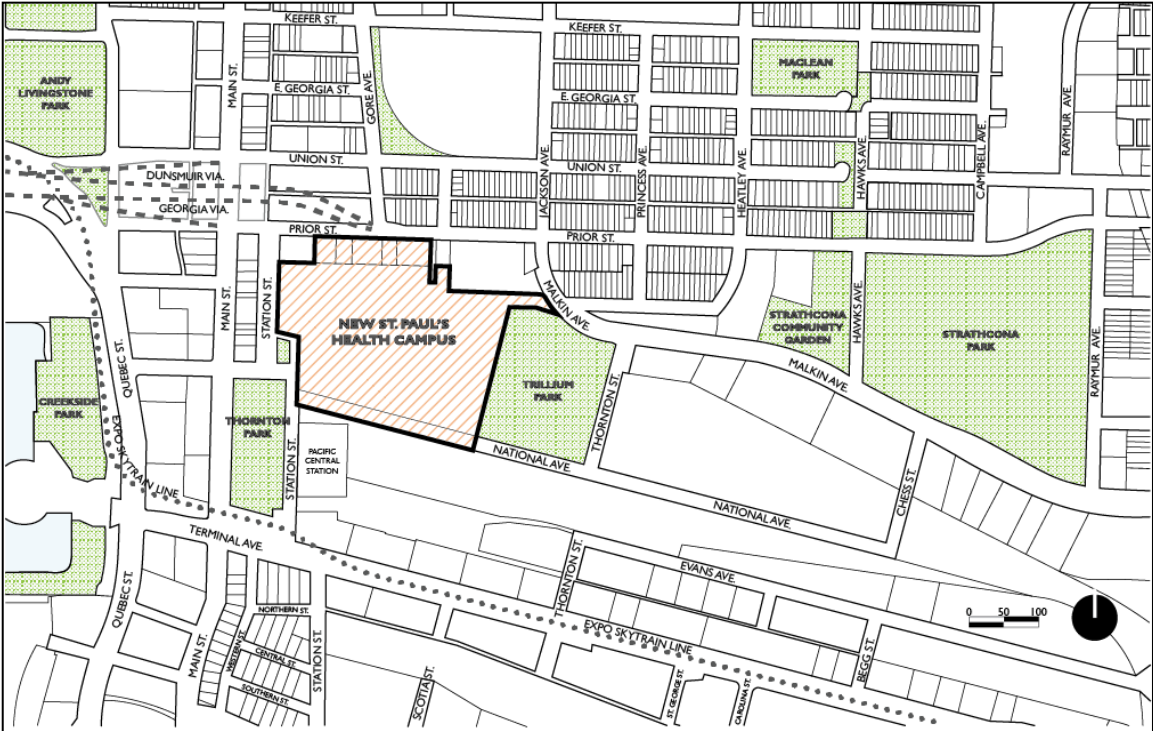 KEEFER ST.
KEEFER ST.
ANDY
LIVINGSTONE
PARK
MAIN ST.
GORE AVE.
MACLEAN
PARK
E. GEORGIA ST.
E. GEORGIA ST.
RAYMUR AVE.
UNION ST.
UNION ST.
DUNSMUIR VIA.
GEORGIA VIA.
JACKSON AVE.
PRINCESS AVE.
HEATLEY AVE.
HAWKS AVE.
CAMPBELL AVE.
PRIOR ST.
PRIOR ST.
MAIN ST.
STATION ST.
NEW ST. PAUL'S
HEALTH CAMPUS
MALKIN AVE.
STRATHCONA
COMMUNITY
GARDEN
HAWKS AVE.
STRATHCONA
PARK
RAYMUR AVE.
QUEBEC ST.
MALKIN AVE.
CREEKSIDE
PARK
TRILLIUM
PARK
THORNTON ST.
THORNTON
PARK
EXPO SKYTRAIN LINE
STATION ST.
PACIFIC
CENTRAL
STATION
NATIONAL AVE.
NATIONAL AVE.
CHESS ST.
TERMINAL AVE.
THORNTON ST.
EVANS AVE.
QUEBEC ST.
MAIN ST.
WESTERN ST.
NORTHERN ST.
CENTRAL ST.
SOUTHERN ST.
STATION ST.
SCOTIA ST.
EXPO SKYTRAIN LINE
ST. GEORGE ST.
CAROLINA ST.
BEGG ST.
0 50 100